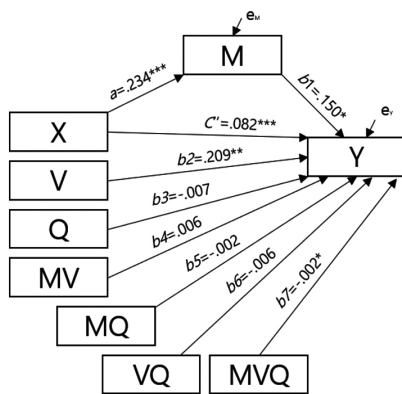 eM
M
a=.234***
b1=.150*
eY
X
C''=.082***
Y
V
b2=.209**
Q
b3=-.007
b4=.006
MV
b5=-.002
MQ
b6=-.006
b7=-.002*
VQ
MVQ